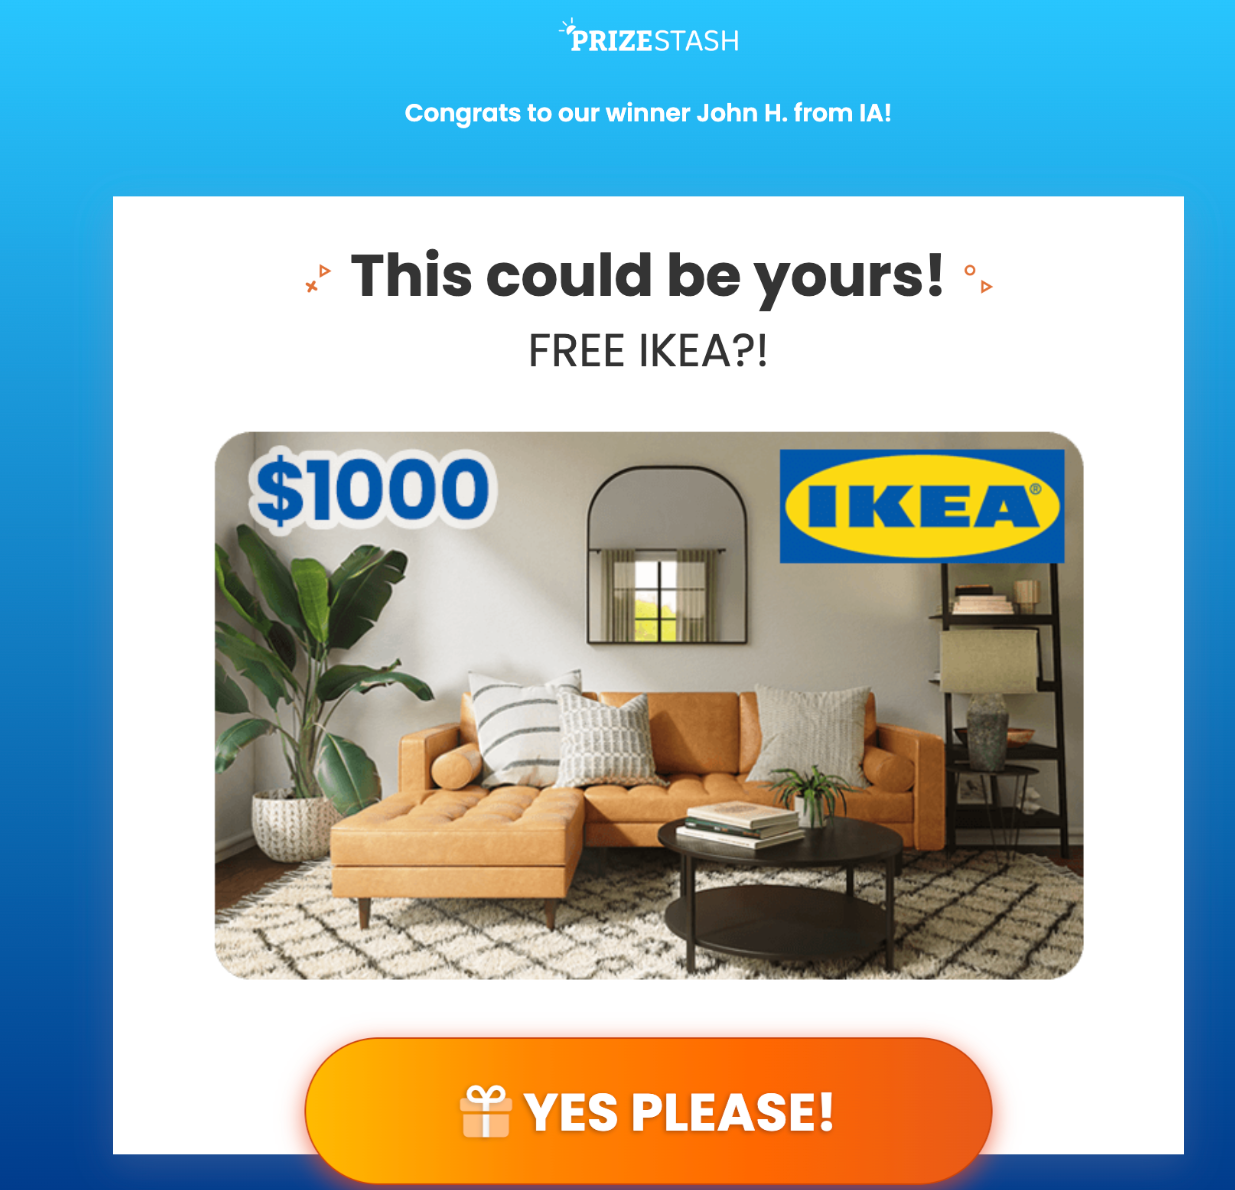 PRIZESTASH
Congrats to our winner John H. from IA!
This could be yours!
FREE IKEA?!
$1000
IKEA®
YES PLEASE!